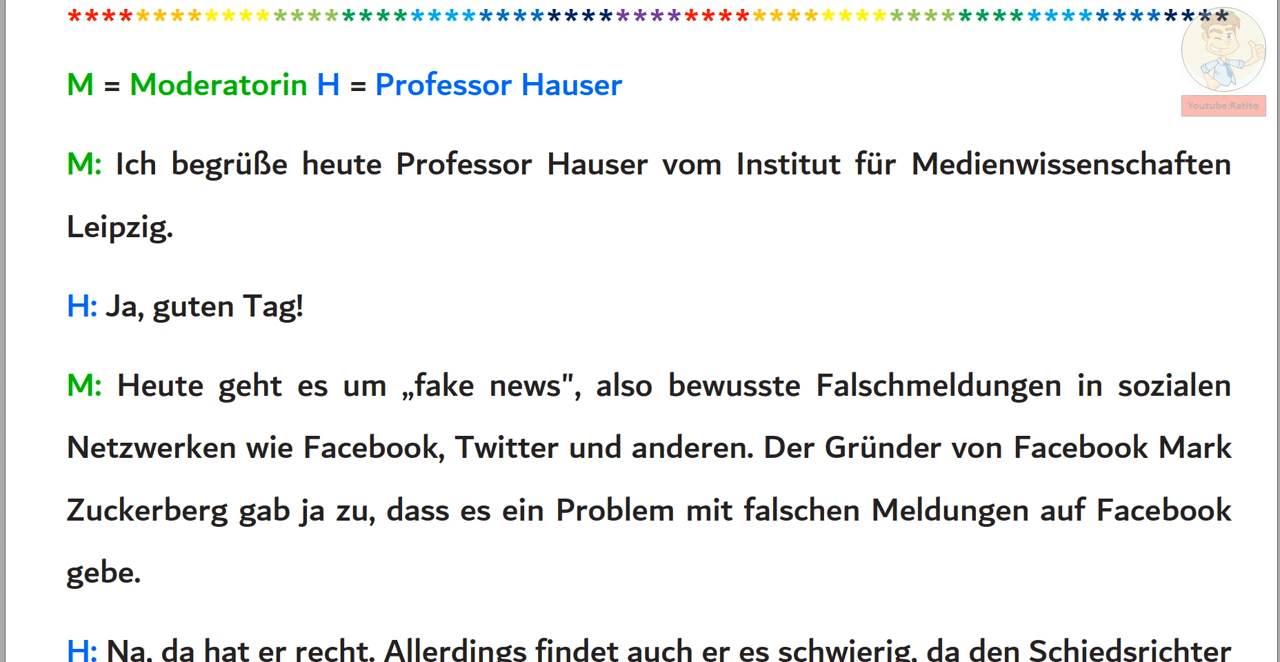 ********************************************************************
M = Moderatorin H = Professor Hauser
Youtube:Ratito
M: Ich begrüße heute Professor Hauser vom Institut für Medienwissenschaften
Leipzig.
H: Ja, guten Tag!
M: Heute geht es um „fake news", also bewusste Falschmeldungen in sozialen
Netzwerken wie Facebook, Twitter und anderen. Der Gründer von Facebook Mark
Zuckerberg gab ja zu, dass es ein Problem mit falschen Meldungen auf Facebook
gebe.
H: Na, da hat er recht. Allerdings findet auch er es schwierig, da den Schiedsrichter